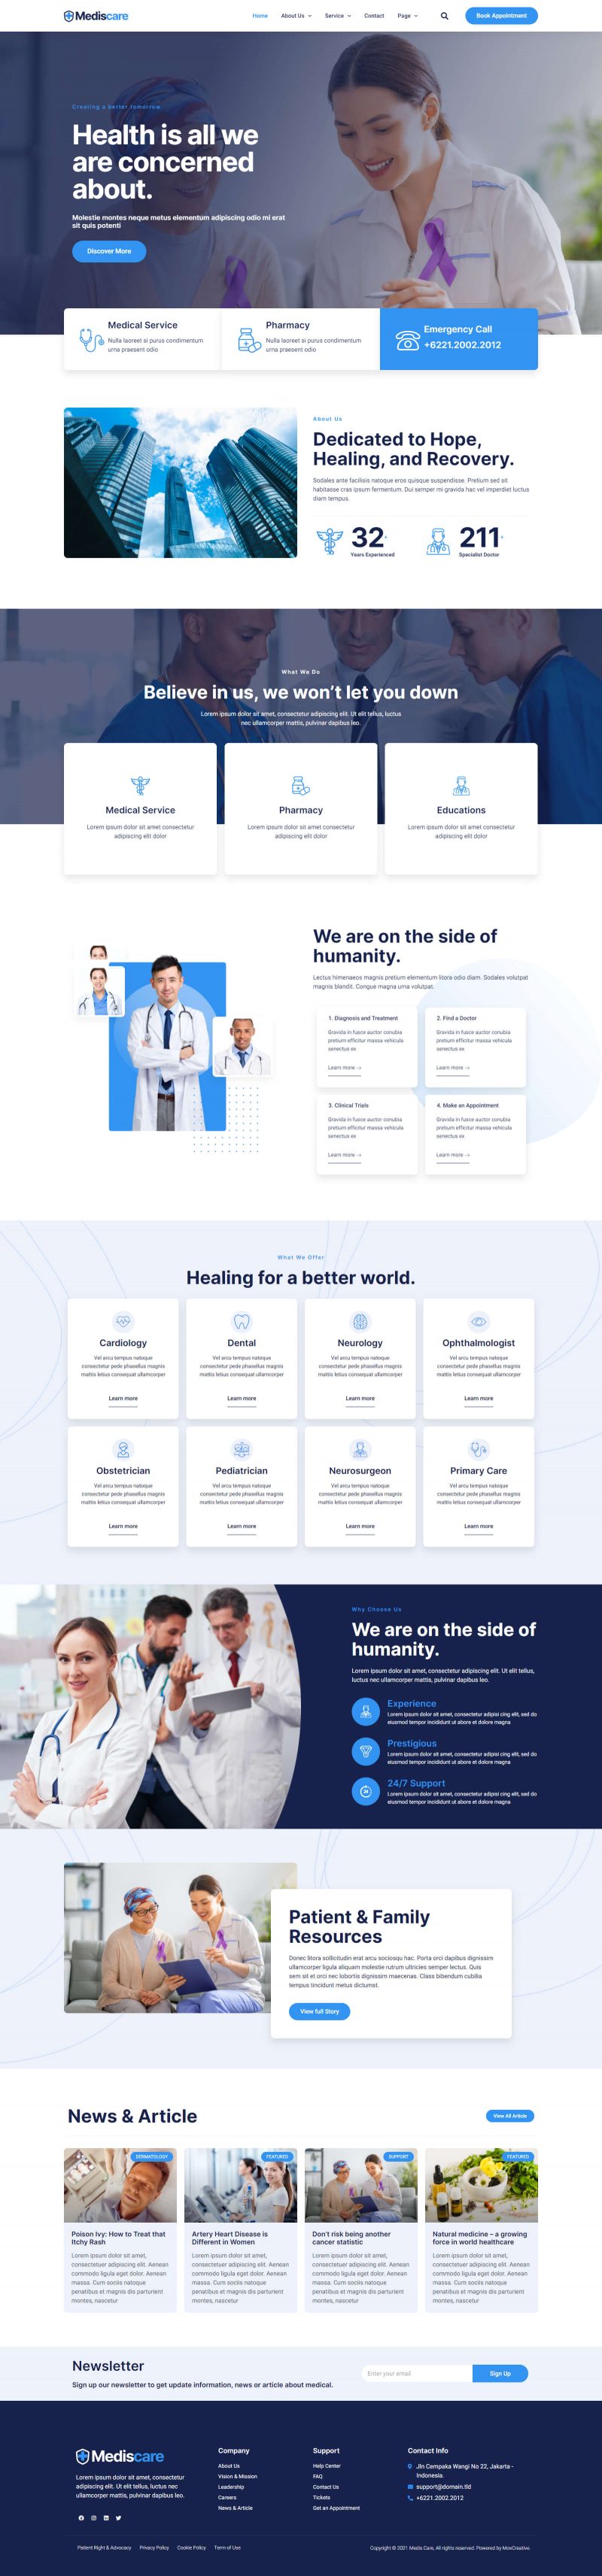 Mediscare
Home About Us Service Contact Page
Book Appointment
Creating a better tomorrow
Health is all we
are concerned
about.
Molestie montes neque metus elementum adipiscing odio mi erat
sit quis potenti
Discover More
Medical Service
Nulla laoreet si purus condimentum
urna praesent odio
Pharmacy
Nulla laoreet si purus condimentum
urna praesent odio
Emergency Call
+6221.2002.2012
About Us
Dedicated to Hope,
Healing, and Recovery.
Sodales ante facilisis natoque eros quisque suspendisse. Pretium sed sit
habitasse cras ipsum fermentum. Dui semper mi gravida hac vel imperdiet luctus
diam tempus.
32
Years Experienced
211
Specialist Doctor
What We Do
Believe in us, we won't let you down
Lorem ipsum dolor sit amet, consectetur adipiscing elit. Ut elit tellus, luctus
nec ullamcorper mattis, pulvinar dapibus leo.
Medical Service
Lorem ipsum dolor sit amet consectetur
adipiscing elit dolor
Pharmacy
Lorem ipsum dolor sit amet consectetur
adipiscing elit dolor
Educations
Lorem ipsum dolor sit amet consectetur
adipiscing elit dolor
We are on the side of
humanity.
Lectus himenaeos magnis pretium elementum litora odio diam. Sodales volutpat
magnis blandit. Congue magna urna volutpat.
1. Diagnosis and Treatment
Gravida in fusce auctor conubia
pretium efficitur massa vehicula
senectus ex
Learn more →
2. Find a Doctor
Gravida in fusce auctor conubia
pretium efficitur massa vehicula
senectus ex
Learn more →
3. Clinical Trials
Gravida in fusce auctor conubia
pretium efficitur massa vehicula
senectus ex
Learn more →
4. Make an Appointment
Gravida in fusce auctor conubia
pretium efficitur massa vehicula
senectus ex
Learn more →
What We Offer
Healing for a better world.
Cardiology
Vel arcu tempus natoque
consectetur pede phasellus magnis
mattis letius consequat ullamcorper
Learn more
Dental
Vel arcu tempus natoque
consectetur pede phasellus magnis
mattis letius consequat ullamcorper
Learn more
Neurology
Vel arcu tempus natoque
consectetur pede phasellus magnis
mattis letius consequat ullamcorper
Learn more
Ophthalmologist
Vel arcu tempus natoque
consectetur pede phasellus magnis
mattis letius consequat ullamcorper
Learn more
Obstetrician
Vel arcu tempus natoque
consectetur pede phasellus magnis
mattis letius consequat ullamcorper
Learn more
Pediatrician
Vel arcu tempus natoque
consectetur pede phasellus magnis
mattis letius consequat ullamcorper
Learn more
Neurosurgeon
Vel arcu tempus natoque
consectetur pede phasellus magnis
mattis letius consequat ullamcorper
Learn more
Primary Care
Vel arcu tempus natoque
consectetur pede phasellus magnis
mattis letius consequat ullamcorper
Learn more
Why Choose Us
We are on the side of
humanity.
Lorem ipsum dolor sit amet, consectetur adipiscing elit. Ut elit tellus,
luctus nec ullamcorper mattis, pulvinar dapibus leo.
Experience
Lorem ipsum dolor sit amet, consectetur adipisi cing elit, sed do
eiusmod tempor incididunt ut abore et dolore magna
Prestigious
Lorem ipsum dolor sit amet, consectetur adipisi cing elit, sed do
eiusmod tempor incididunt ut abore et dolore magna
24/7 Support
Lorem ipsum dolor sit amet, consectetur adipisi cing elit, sed do
eiusmod tempor incididunt ut abore et dolore magna
Patient & Family
Resources
Donec litora sollicitudin erat arcu sociosqu hac. Porta orci dapibus dignissim
ullamcorper ligula aliquam molestie rutrum ultricies semper lectus. Quis
sem sit et orci nec lobortis dignissim maecenas. Class bibendum cubilia
tempus tincidunt metus dictumst.
View full Story
News & Article
View All Article
DERMATOLOGY
Poison Ivy: How to Treat that
Itchy Rash
Lorem ipsum dolor sit amet,
consectetuer adipiscing elit. Aenean
commodo ligula eget dolor. Aenean
massa. Cum sociis natoque
penatibus et magnis dis parturient
montes, nascetur
FEATURED
Artery Heart Disease is
Different in Women
Lorem ipsum dolor sit amet,
consectetuer adipiscing elit. Aenean
commodo ligula eget dolor. Aenean
massa. Cum sociis natoque
penatibus et magnis dis parturient
montes, nascetur
SUPPORT
Don't risk being another
cancer statistic
Lorem ipsum dolor sit amet,
consectetuer adipiscing elit. Aenean
commodo ligula eget dolor. Aenean
massa. Cum sociis natoque
penatibus et magnis dis parturient
montes, nascetur
FEATURED
Natural medicine – a growing
force in world healthcare
Lorem ipsum dolor sit amet,
consectetuer adipiscing elit. Aenean
commodo ligula eget dolor. Aenean
massa. Cum sociis natoque
penatibus et magnis dis parturient
montes, nascetur
Newsletter
Sign up our newsletter to get update information, news or article about medical.
Enter your email
Sign Up
Mediscare
Lorem ipsum dolor sit amet, consectetur
adipiscing elit. Ut elit tellus, luctus nec
ullamcorper mattis, pulvinar dapibus leo.
Company
About Us
Vision & Mission
Leadership
Careers
News & Article
Support
Help Center
FAQ
Contact Us
Tickets
Get an Appointment
Contact Info
Jln Cempaka Wangi No 22, Jakarta -
Indonesia.
support@domain.tld
+6221.2002.2012
Patient Right & Advocacy Privacy Policy Cookie Policy Term of Use
Copyright © 2021 Medis Care, All rights reserved. Powered by MoxCreative.